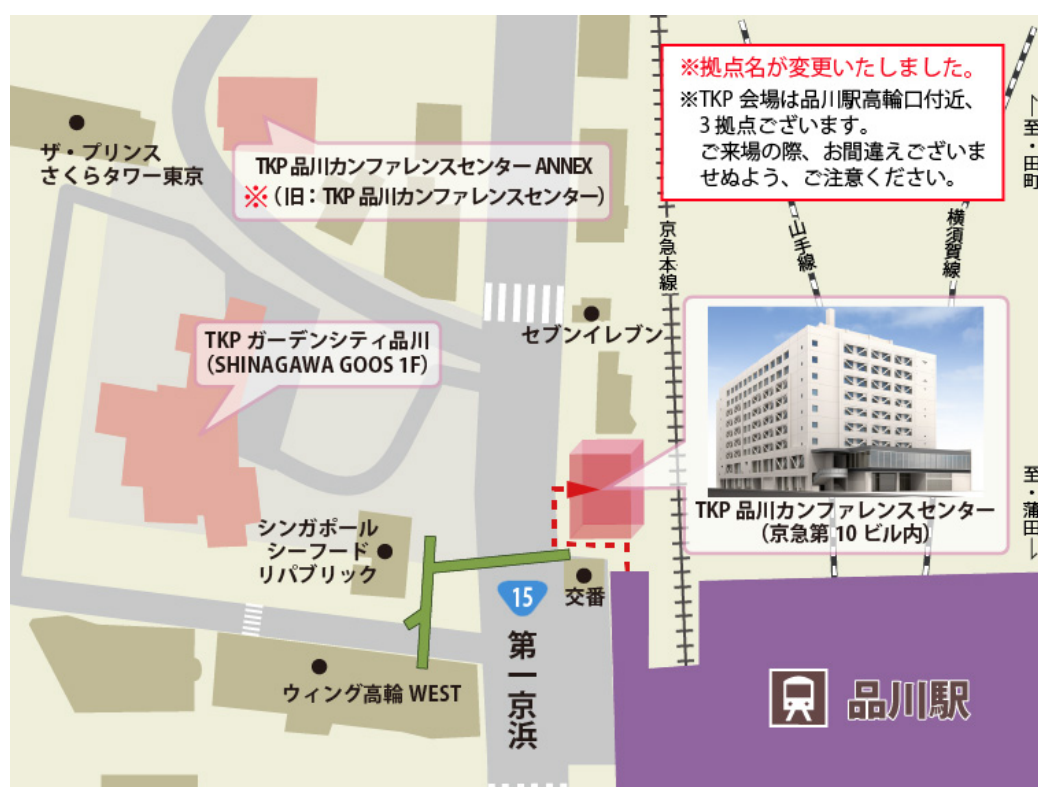 ※拠点名が変更いたしました。
※TKP 会場は品川駅高輪口付近、
3 拠点ございます。
ご来場の際、お間違えございま
せぬよう、ご注意ください。
至・田町
ザ・プリンス
さくらタワー東京
TKP 品川カンファレンスセンター ANNEX
※（旧：TKP 品川カンファレンスセンター）
京急本線
山手線
横須賀線
セブンイレブン
TKP ガーデンシティ品川
（SHINAGAWA GOOS 1F）
TKP 品川カンファレンスセンター
（京急第 10 ビル内）
至・蒲田
シンガポール
シーフード
リパブリック
15
第一京浜
交番
ウィング高輪 WEST
品川駅